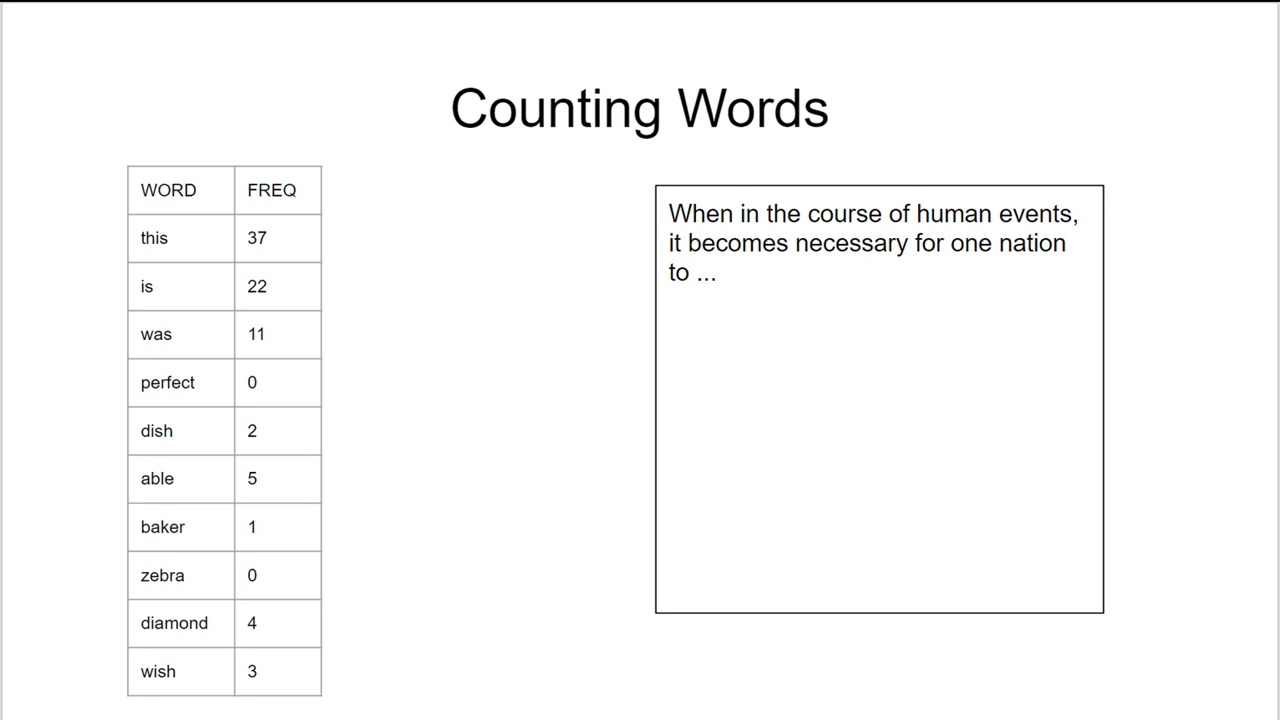 Counting Words
WORD FREQ
this 37
is 22
was 11
perfect 0
dish 2
able 5
baker 1
zebra 0
diamond 4
wish 3
When in the course of human events,
it becomes necessary for one nation
to ...